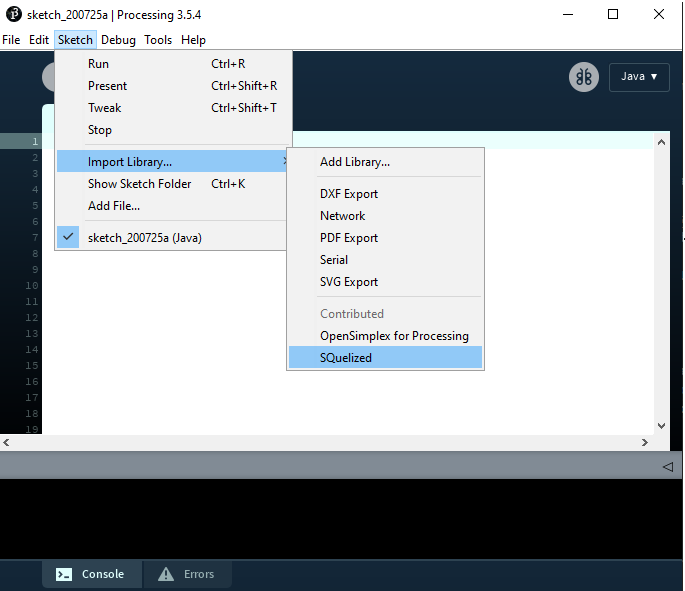 sketch_200725a | Processing 3.5.4
File Edit Sketch Debug Tools Help
Java ▾
Run Ctrl+R
Present Ctrl+Shift+R
Tweak Ctrl+Shift+T
Stop
Import Library...
Show Sketch Folder Ctrl+K
Add File...
sketch_200725a (Java)
Add Library...
DXF Export
Network
PDF Export
Serial
SVG Export
Contributed
OpenSimplex for Processing
SQuelized
1
2
3
4
5
6
7
8
9
10
11
12
13
14
15
16
17
18
19
Console
Errors